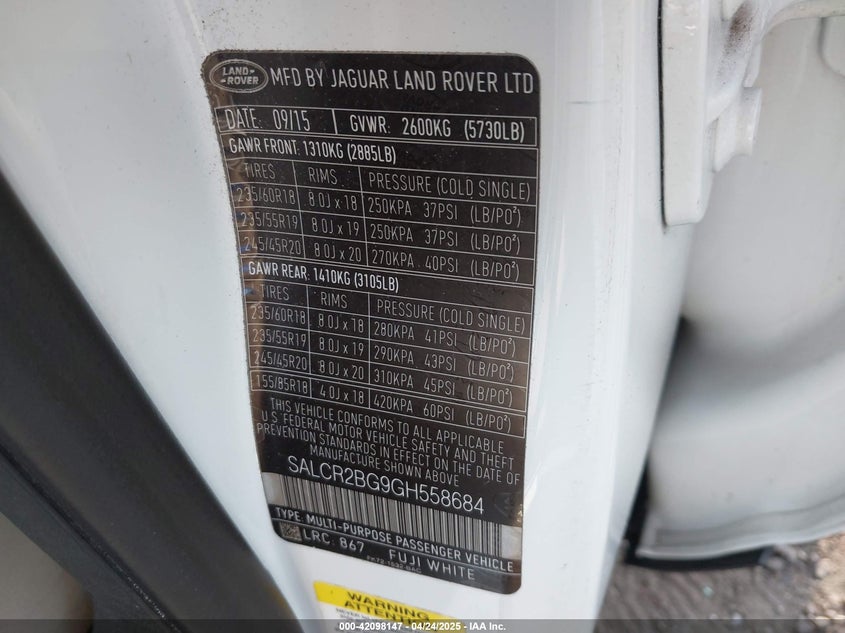 LAND-
-ROVER
MFD BY JAGUAR LAND ROVER LTD
DATE: 09/15 GVWR: 2600KG (5730LB)
GAWR FRONT: 1310KG (2885LB)
TIRES RIMS PRESSURE (COLD SINGLE)
235/60R18 8.0J x 18 250KPA 37PSI (LB/PO²)
235/55R19 8.0J x 19 250KPA 37PSI (LB/PO²)
245/45R20 8.0J x 20 270KPA 40PSI (LB/PO²)
GAWR REAR: 1410KG (3105LB)
TIRES RIMS PRESSURE (COLD SINGLE)
235/60R18 8.0J x 18 280KPA 41PSI (LB/PO²)
235/55R19 8.0J x 19 290KPA 43PSI (LB/PO²)
245/45R20 8.0J x 20 310KPA 45PSI (LB/PO²)
T155/85R18 4.0J x 18 420KPA 60PSI (LB/PO²)
THIS VEHICLE CONFORMS TO ALL APPLICABLE
U.S. FEDERAL MOTOR VEHICLE SAFETY AND THEFT
PREVENTION STANDARDS IN EFFECT ON THE DATE OF
MANUFACTURE SHOWN ABOVE
SALCR2BG9GH558684
TYPE: MULTI-PURPOSE PASSENGER VEHICLE
LRC: 867 FUJI WHITE
WARNING
000-42098147 - 04/24/2025 - IAA Inc.